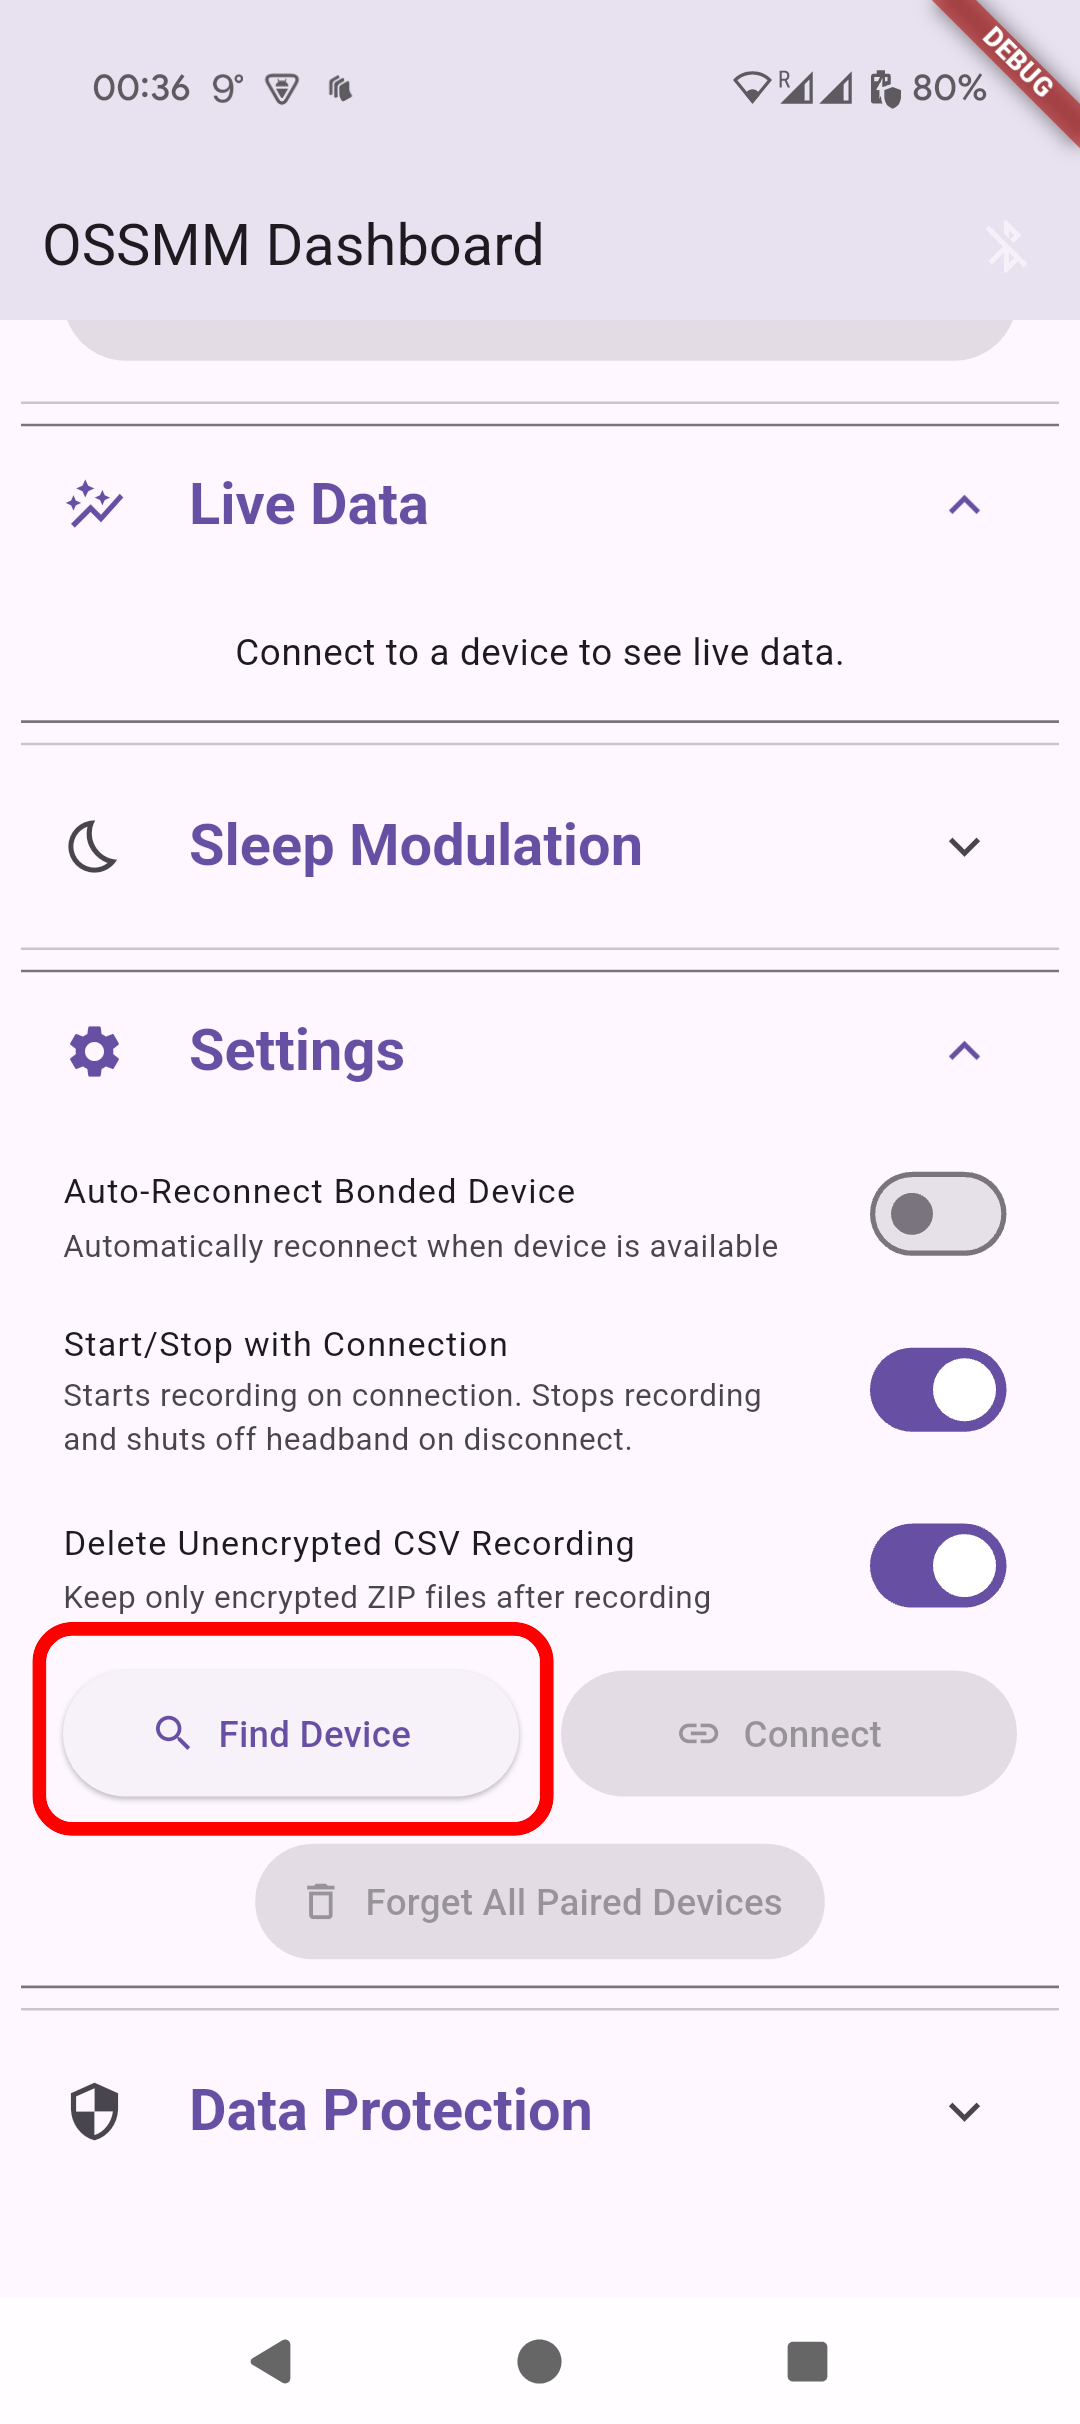 00:36 9° R 80%
DEBUG
OSSMM Dashboard
Live Data
Connect to a device to see live data.
Sleep Modulation
Settings
Auto-Reconnect Bonded Device
Automatically reconnect when device is available
Start/Stop with Connection
Starts recording on connection. Stops recording
and shuts off headband on disconnect.
Delete Unencrypted CSV Recording
Keep only encrypted ZIP files after recording
Find Device
Connect
Forget All Paired Devices
Data Protection